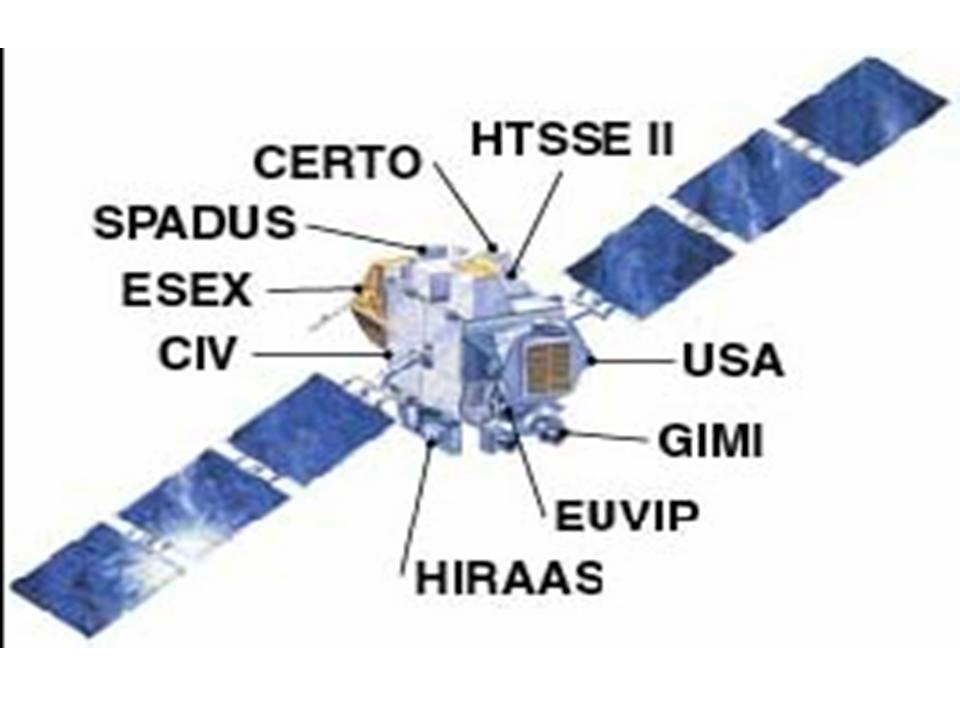 HTSSE II
CERTO
SPADUS
ESEX
CIV
USA
GIMI
EUVIP
HIRAAS